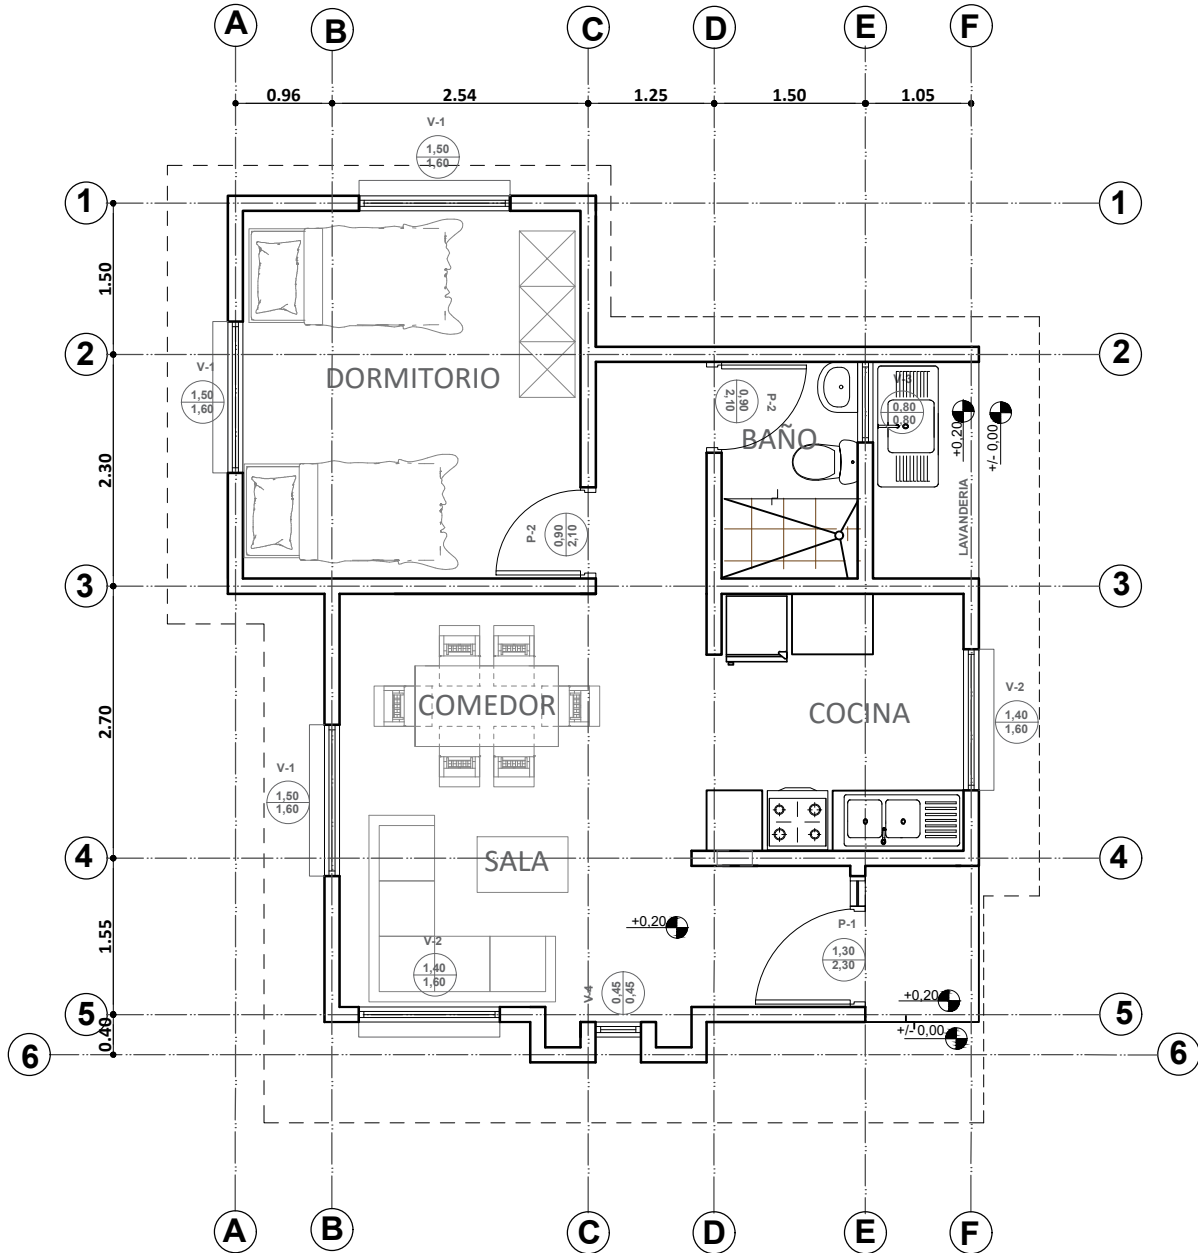 A B C D E F
0.96 2.54 1.25 1.50 1.05
V-1
1,50
1,60
1 1
1.50
2 2
V-1
1,50
1,60
DORMITORIO
0,90
2,10
P-2
V-3
0,80
0,80
+0,20
+/- 0,00
BAÑO
2.30
LAVANDERIA
P-2
0,90
2,10
3 3
COMEDOR
COCINA
V-2
1,40
1,60
2.70
V-1
1,50
1,60
SALA
4 4
1.55
+0,20
P-1
1,30
2,30
V-2
1,40
1,60
V-4
0,45
0,45
+0,20
5 5
+/- 0,00
0.40
6 6
A B C D E F